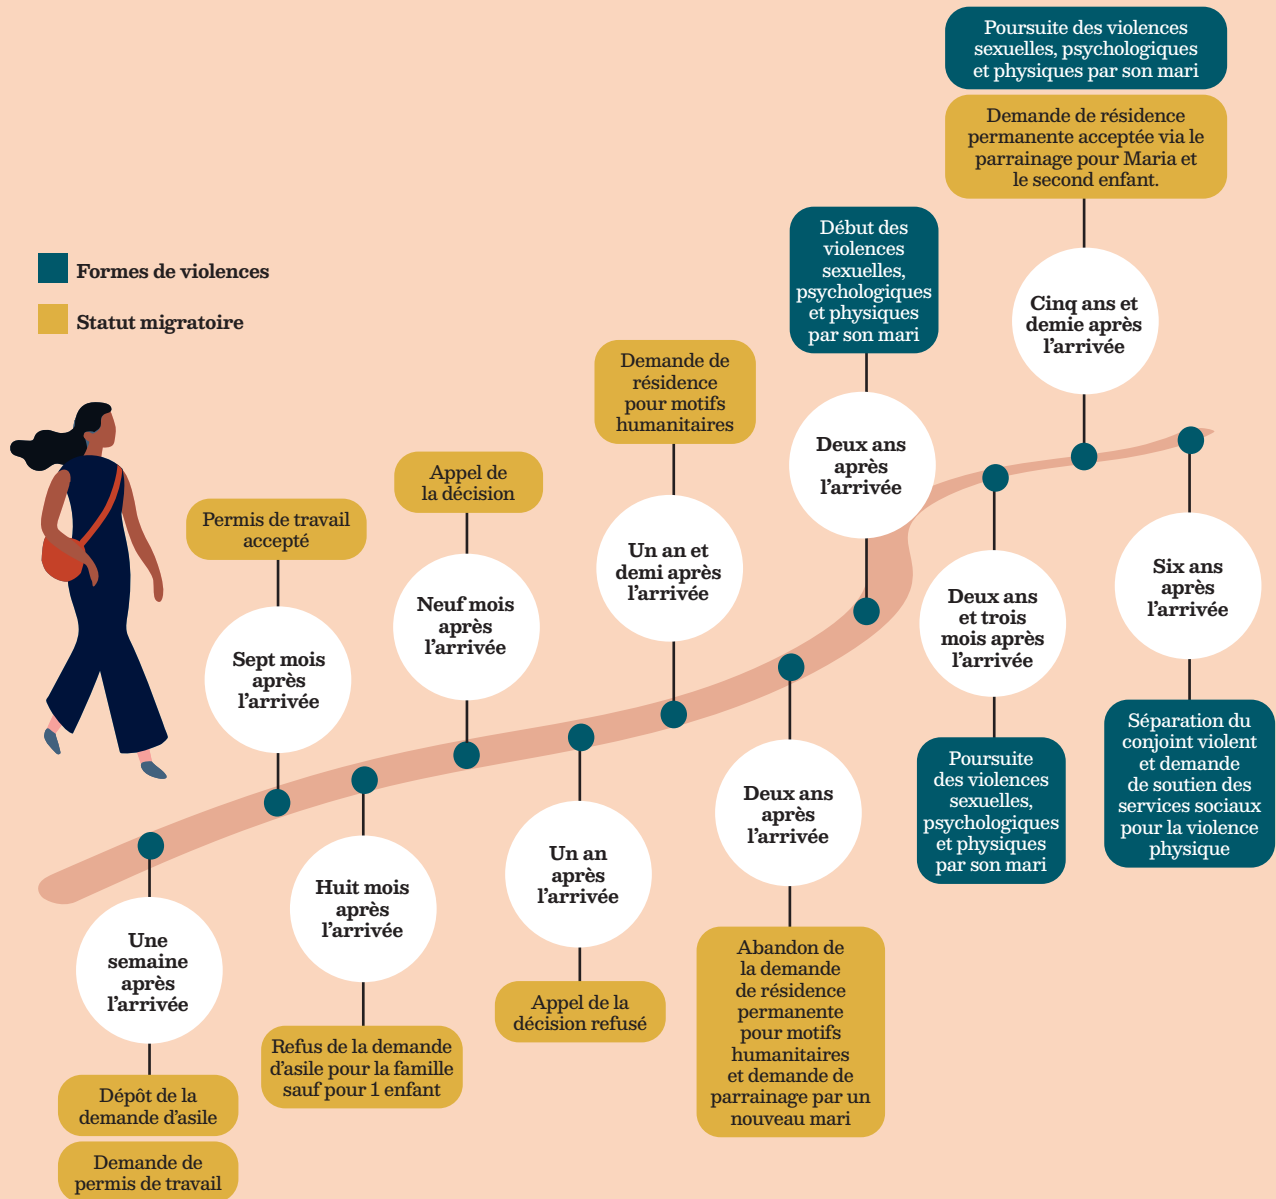 Formes de violences
Statut migratoire
Une
semaine
après
l'arrivée
Dépôt de la
demande d'asile
Demande de
permis de travail
Permis de travail
accepté
Sept mois
après
l'arrivée
Huit mois
après
l'arrivée
Refus de la demande
d'asile pour la famille
sauf pour 1 enfant
Appel de
la décision
Neuf mois
après
l'arrivée
Un an
après
l'arrivée
Appel de la
décision refusé
Demande de
résidence
pour motifs
humanitaires
Un an et
demi après
l'arrivée
Deux ans
après
l'arrivée
Abandon de
la demande
de résidence
permanente
pour motifs
humanitaires
et demande de
parrainage par un
nouveau mari
Début des
violences
sexuelles,
psychologiques
et physiques
par son mari
Deux ans
après
l'arrivée
Deux ans
et trois
mois après
l'arrivée
Poursuite
des violences
sexuelles,
psychologiques
et physiques
par son mari
Poursuite des violences
sexuelles, psychologiques
et physiques par son mari
Demande de résidence
permanente acceptée via le
parrainage pour Maria et
le second enfant.
Cinq ans et
demie après
l'arrivée
Six ans
après
l'arrivée
Séparation du
conjoint violent
et demande
de soutien des
services sociaux
pour la violence
physique